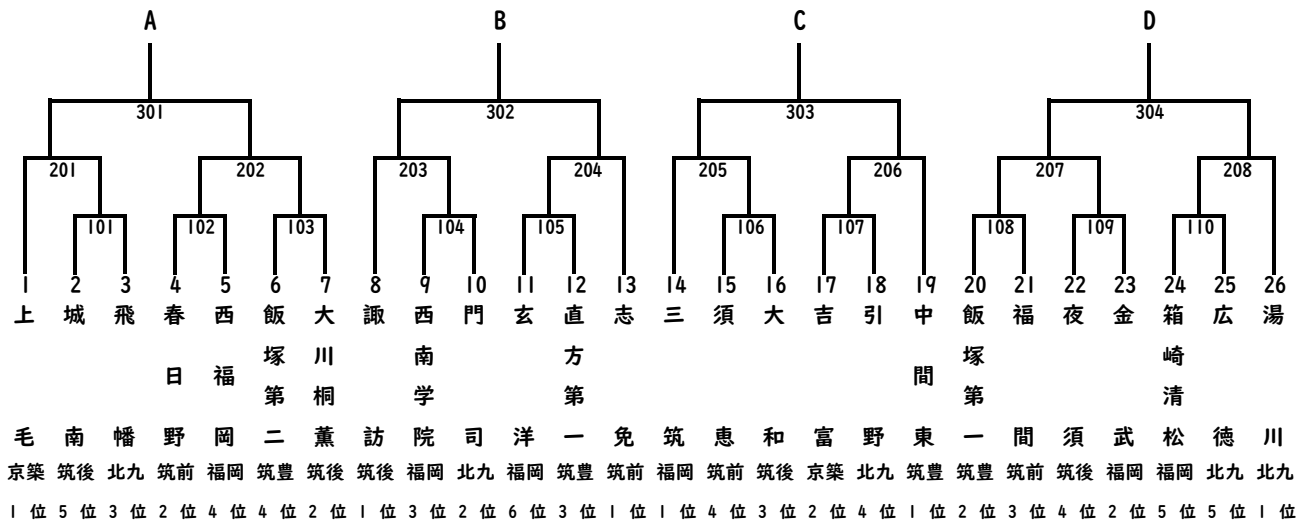 A B C D
301 302 303 304
201 202 203 204 205 206 207 208
101 102 103 104 105 106 107 108 109 110
1 2 3 4 5 6 7 8 9 10 11 12 13 14 15 16 17 18 19 20 21 22 23 24 25 26
上毛 城南 飛幡 春日野 西福岡 飯塚第二 大川桐薫 諏訪 西南学院 門司 玄洋 直方第一 志免 三筑 須恵 大和 吉富 引野 中間東 飯塚第一 福間 夜須 金武 箱崎清松 広徳 湯川
京築 筑後 北九 筑前 福岡 筑豊 筑後 筑後 福岡 北九 福岡 筑豊 筑前 福岡 筑前 筑後 京築 北九 筑豊 筑豊 筑前 筑後 福岡 福岡 北九 北九
1位 5位 3位 2位 4位 4位 2位 1位 3位 2位 6位 3位 1位 1位 4位 3位 2位 4位 1位 2位 3位 4位 2位 5位 5位 1位